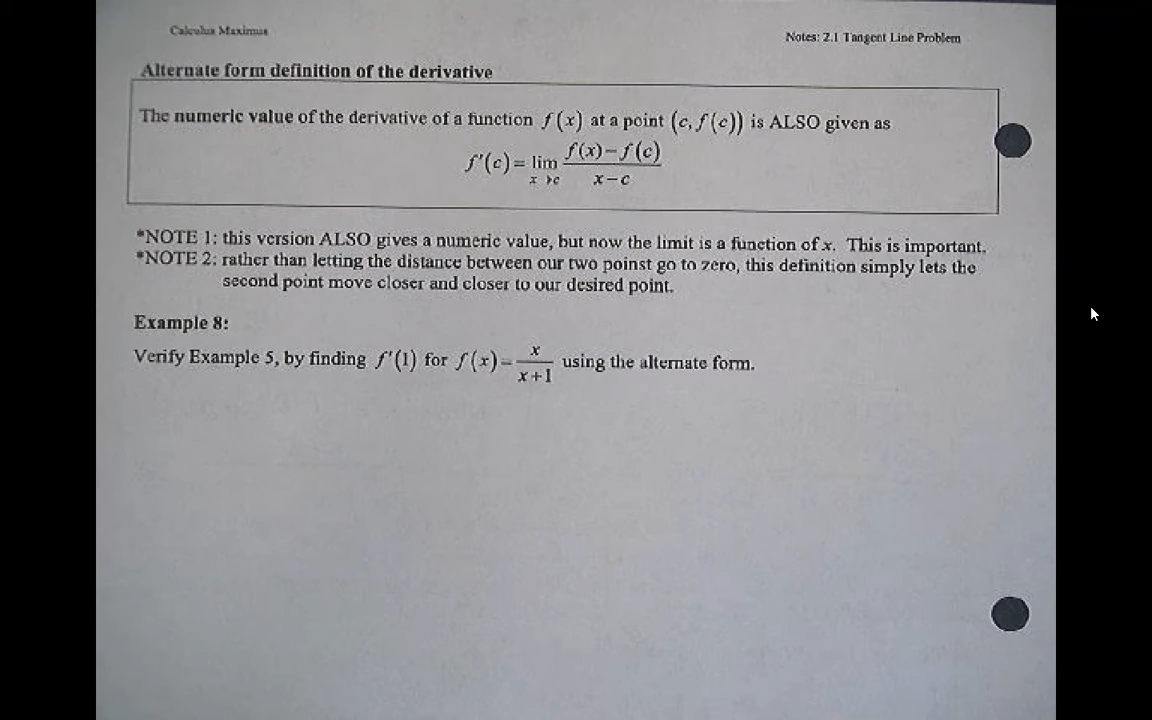 Calculus Maximus
Notes: 2.1 Tangent Line Problem
Alternate form definition of the derivative
The numeric value of the derivative of a function f(x) at a point (c, f(c)) is ALSO given as
f'(c) = lim x→c f(x)−f(c) / x−c
*NOTE 1: this version ALSO gives a numeric value, but now the limit is a function of x. This is important.
*NOTE 2: rather than letting the distance between our two poinst go to zero, this definition simply lets the
second point move closer and closer to our desired point.
Example 8:
Verify Example 5, by finding f'(1) for f(x) = x / x+1 using the alternate form.